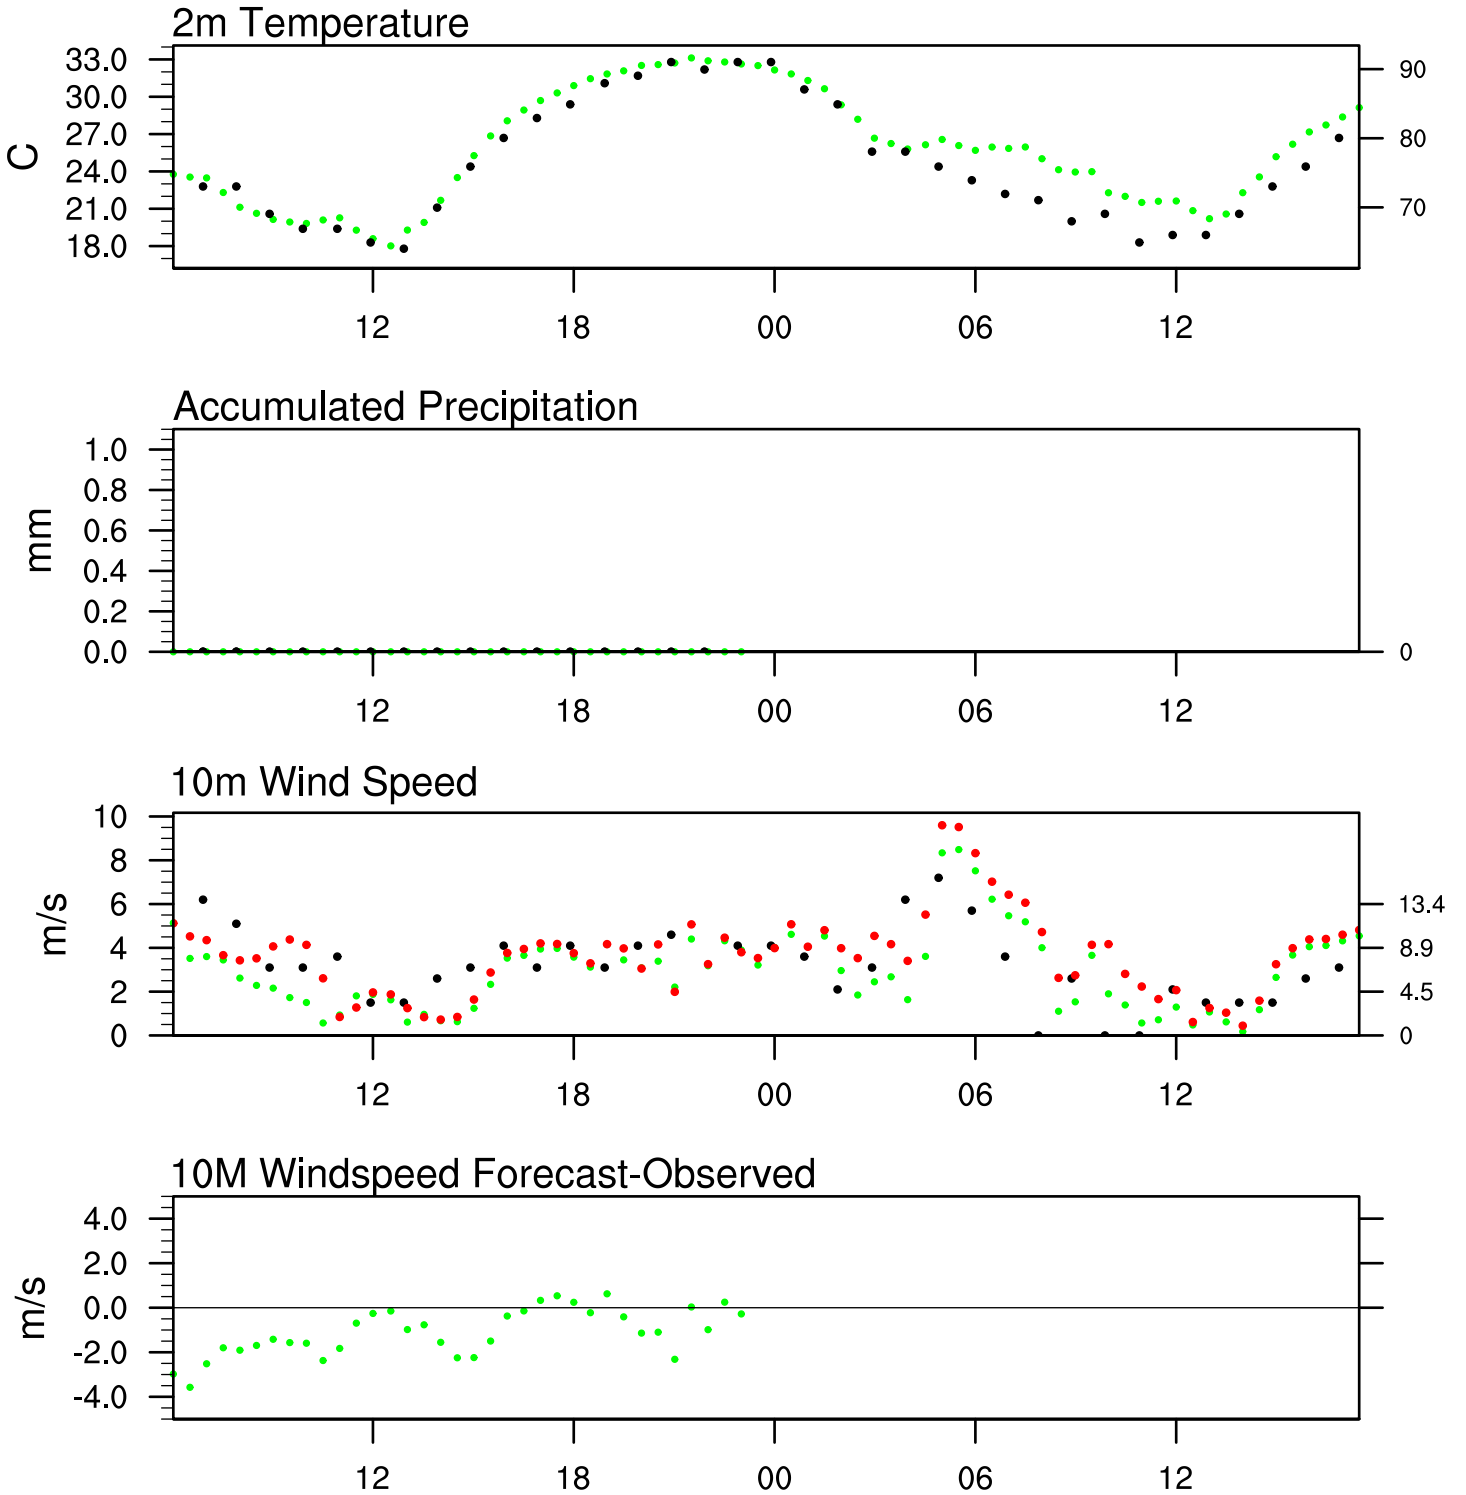 2m Temperature
33.0
30.0
27.0
24.0
21.0
18.0
C
90
80
70
12 18 00 06 12
Accumulated Precipitation
1.0
0.8
0.6
0.4
0.2
0.0
mm
0
12 18 00 06 12
10m Wind Speed
10
8
6
4
2
0
m/s
13.4
8.9
4.5
0
12 18 00 06 12
10M Windspeed Forecast-Observed
4.0
2.0
0.0
-2.0
-4.0
m/s
12 18 00 06 12